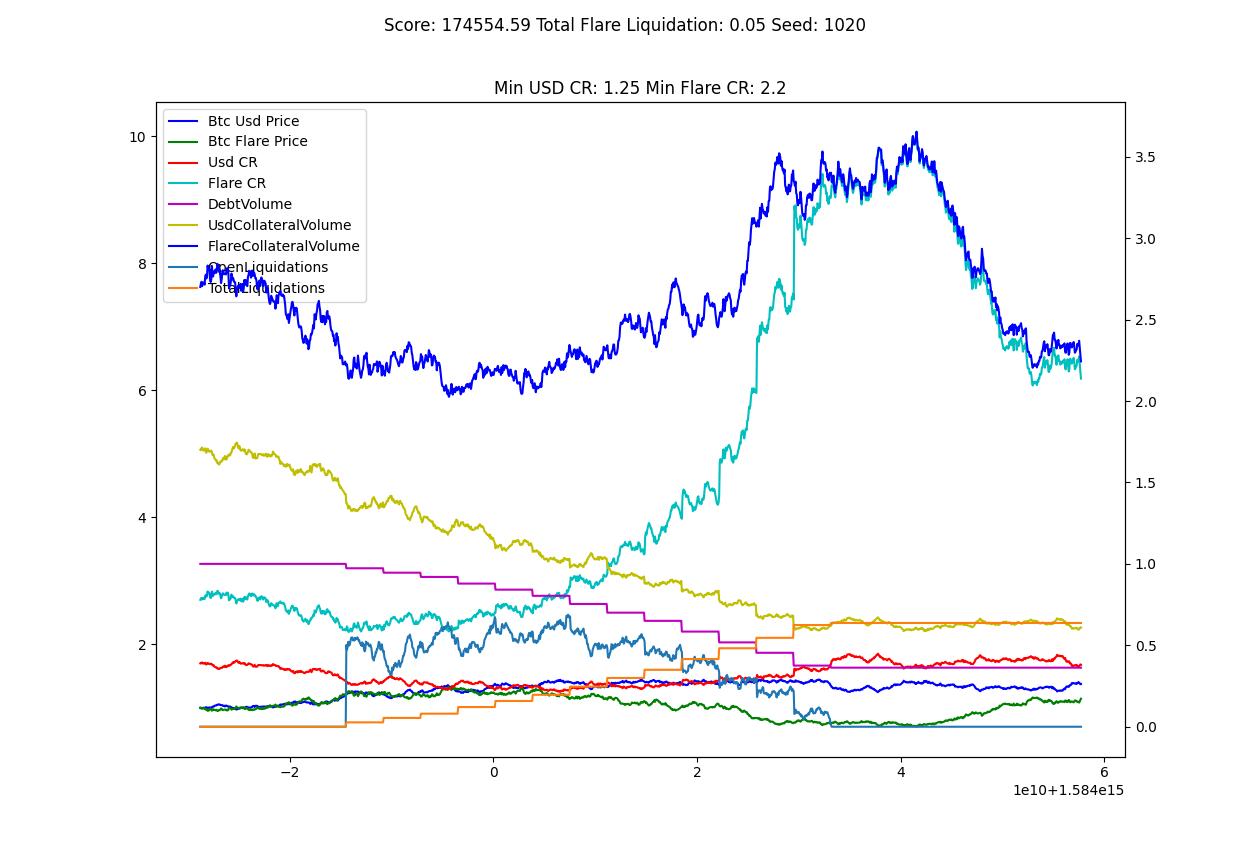 Score: 174554.59 Total Flare Liquidation: 0.05 Seed: 1020
Min USD CR: 1.25 Min Flare CR: 2.2
Btc Usd Price
Btc Flare Price
Usd CR
Flare CR
DebtVolume
UsdCollateralVolume
FlareCollateralVolume
OpenLiquidations
TotalLiquidations
10
8
6
4
2
3.5
3.0
2.5
2.0
1.5
1.0
0.5
0.0
−2
0
2
4
6
1e10+1.584e15